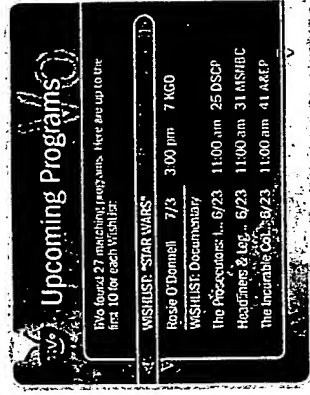 TiVo
Upcoming Programs
TiVo found 27 matching programs. Here are up to the
first 10 for each WishList:
WISHLIST: "STAR WARS"
Rosie O'Donnell 7/3 3:00 pm 7 KGO
WISHLIST: Documentary
The Prosecutors: I... 6/23 11:00 am 25 DSCP
Headliners & Leg... 6/23 11:00 am 31 MSNBC
The Incurable Coll... 6/23 11:00 am 41 A&EP